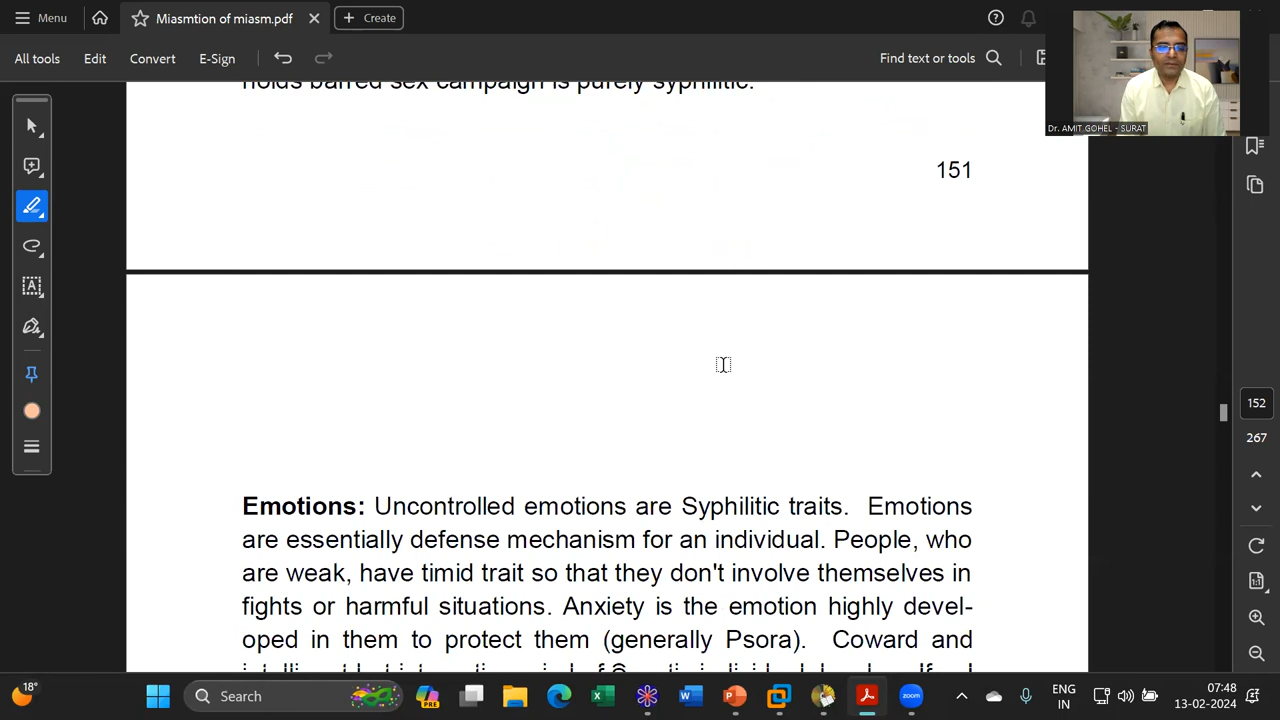 Menu
Miasmtion of miasm.pdf
Create
All tools
Edit
Convert
E-Sign
Find text or tools
Dr. AMIT GOHEL - SURAT
holds barred sex campaign is purely syphilitic.
151
Emotions: Uncontrolled emotions are Syphilitic traits. Emotions
are essentially defense mechanism for an individual. People, who
are weak, have timid trait so that they don't involve themselves in
fights or harmful situations. Anxiety is the emotion highly devel-
oped in them to protect them (generally Psora). Coward and
152
267
18°
Search
PRE
ENG
IN
07:48
13-02-2024